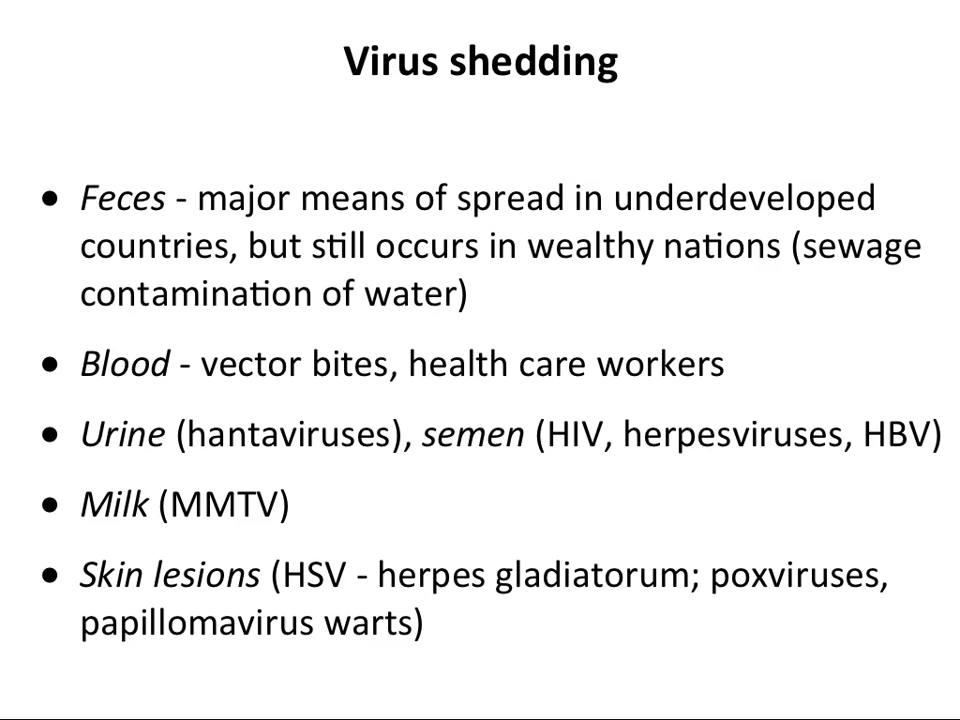 Virus shedding
• Feces - major means of spread in underdeveloped
countries, but still occurs in wealthy nations (sewage
contamination of water)
• Blood - vector bites, health care workers
• Urine (hantaviruses), semen (HIV, herpesviruses, HBV)
• Milk (MMTV)
• Skin lesions (HSV - herpes gladiatorum; poxviruses,
papillomavirus warts)